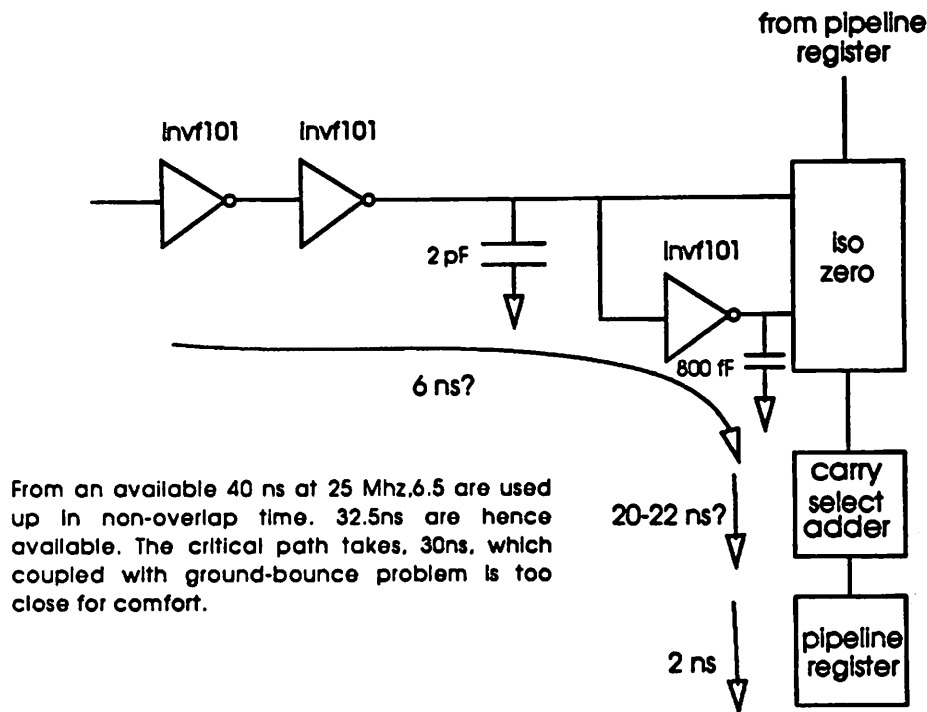 from pipeline
register
Invf101
invf101
2 pF
Invf101
iso
zero
800 fF
6 ns?
From an available 40 ns at 25 Mhz,6.5 are used
up in non-overlap time. 32.5ns are hence
available. The critical path takes, 30ns, which
coupled with ground-bounce problem is too
close for comfort.
20-22 ns?
carry
select
adder
2 ns
pipeline
register